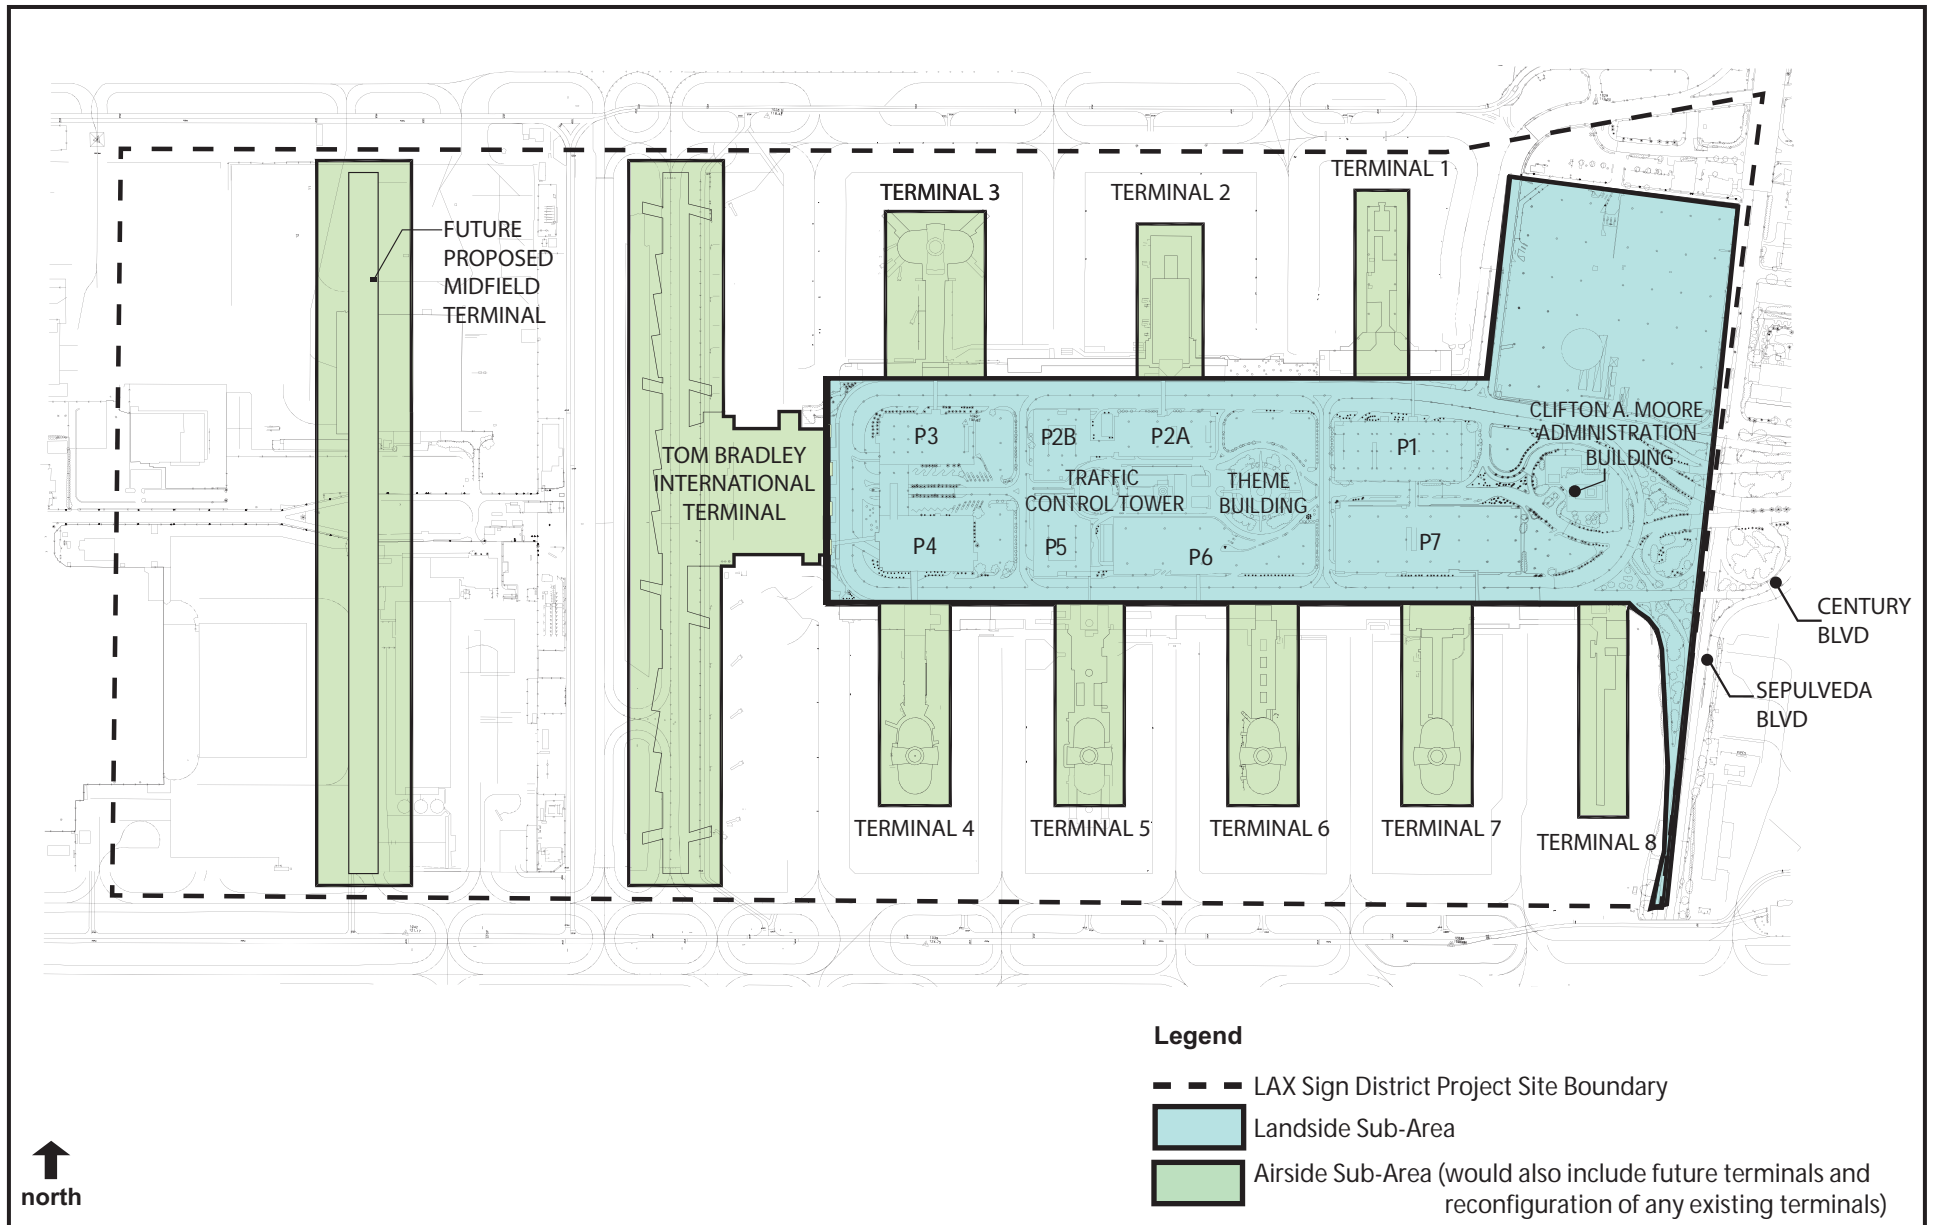 TERMINAL 1
TERMINAL 2
TERMINAL 3
FUTURE
PROPOSED
MIDFIELD
TERMINAL
TOM BRADLEY
INTERNATIONAL
TERMINAL
P3
P2B
P2A
P1
CLIFTON A. MOORE
ADMINISTRATION
BUILDING
TRAFFIC
CONTROL TOWER
THEME
BUILDING
P4
P5
P6
P7
CENTURY
BLVD
SEPULVEDA
BLVD
TERMINAL 4
TERMINAL 5
TERMINAL 6
TERMINAL 7
TERMINAL 8
Legend
LAX Sign District Project Site Boundary
Landside Sub-Area
Airside Sub-Area (would also include future terminals and
reconfiguration of any existing terminals)
north